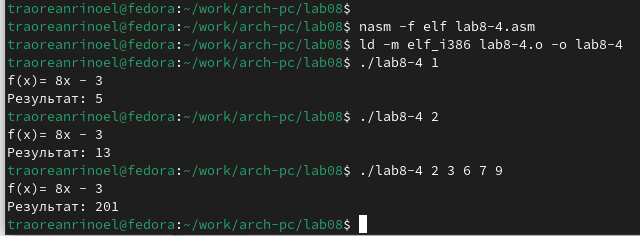 traoreanrinoel@fedora:~/work/arch-pc/lab08$
traoreanrinoel@fedora:~/work/arch-pc/lab08$ nasm -f elf lab8-4.asm
traoreanrinoel@fedora:~/work/arch-pc/lab08$ ld -m elf_i386 lab8-4.o -o lab8-4
traoreanrinoel@fedora:~/work/arch-pc/lab08$ ./lab8-4 1
f(x)= 8x - 3
Результат: 5
traoreanrinoel@fedora:~/work/arch-pc/lab08$ ./lab8-4 2
f(x)= 8x - 3
Результат: 13
traoreanrinoel@fedora:~/work/arch-pc/lab08$ ./lab8-4 2 3 6 7 9
f(x)= 8x - 3
Результат: 201
traoreanrinoel@fedora:~/work/arch-pc/lab08$